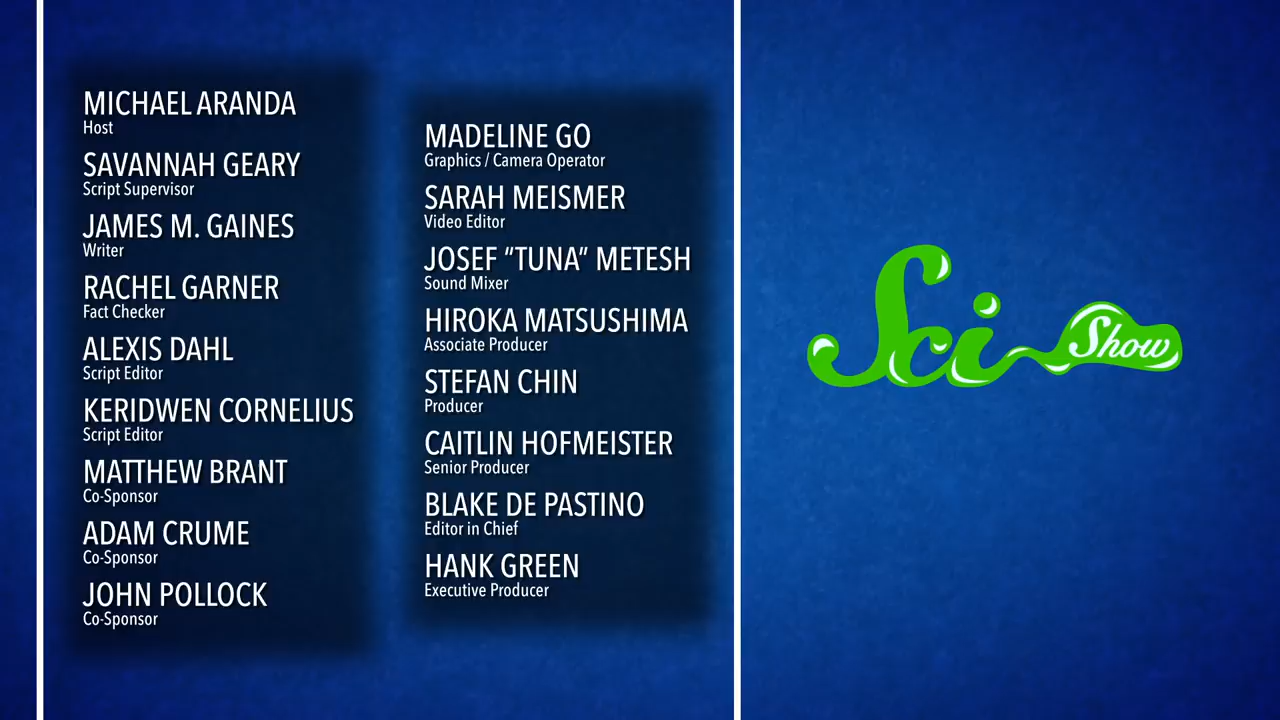 MICHAEL ARANDA
Host
SAVANNAH GEARY
Script Supervisor
JAMES M. GAINES
Writer
RACHEL GARNER
Fact Checker
ALEXIS DAHL
Script Editor
KERIDWEN CORNELIUS
Script Editor
MATTHEW BRANT
Co-Sponsor
ADAM CRUME
Co-Sponsor
JOHN POLLOCK
Co-Sponsor
MADELINE GO
Graphics / Camera Operator
SARAH MEISMER
Video Editor
JOSEF “TUNA” METESH
Sound Mixer
HIROKA MATSUSHIMA
Associate Producer
STEFAN CHIN
Producer
CAITLIN HOFMEISTER
Senior Producer
BLAKE DE PASTINO
Editor in Chief
HANK GREEN
Executive Producer
Sci Show